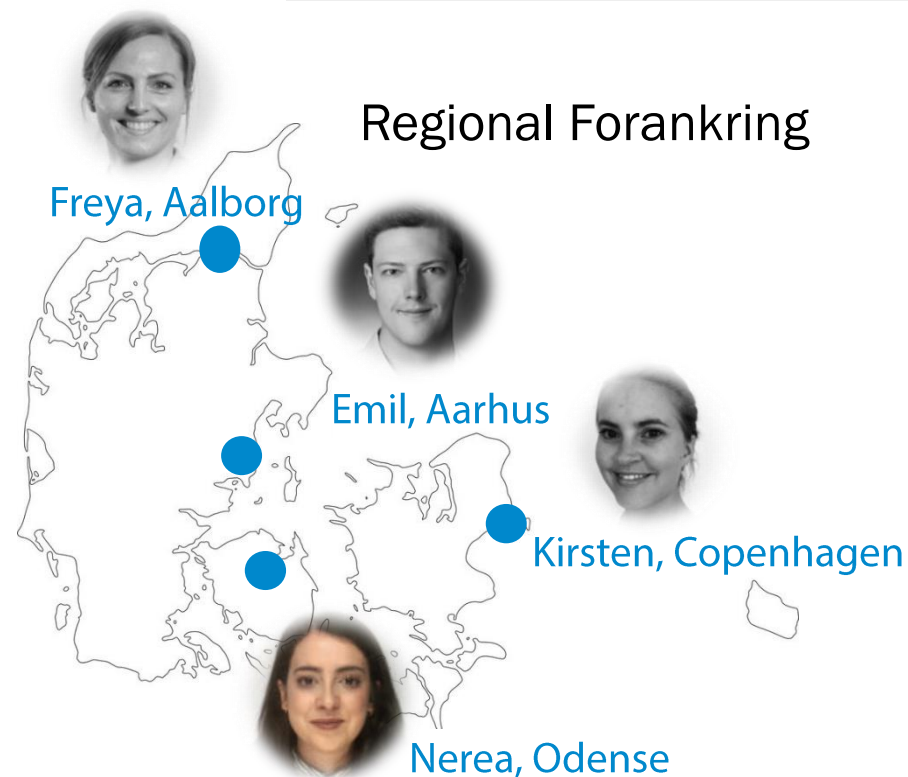 Regional Forankring
Freya, Aalborg
Emil, Aarhus
Kirsten, Copenhagen
Nerea, Odense